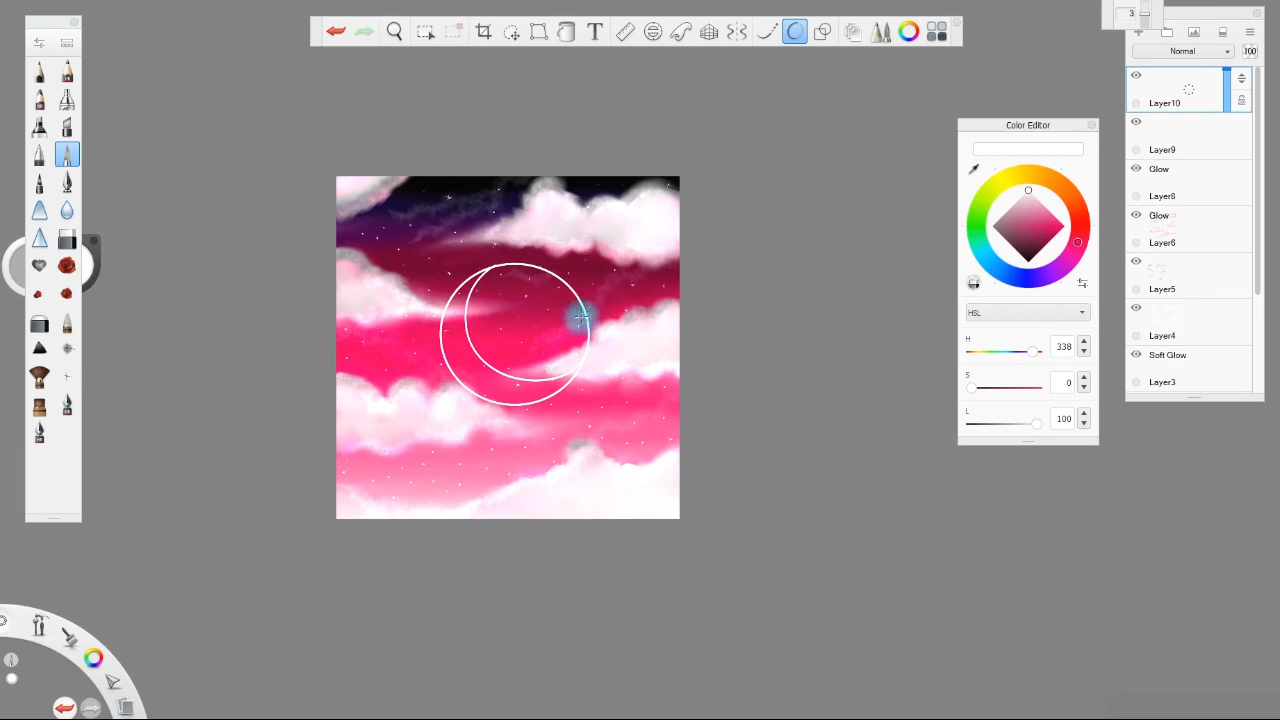 3
T
Normal
100
Layer10
Layer9
Glow
Layer8
Glow
Layer6
Layer5
Layer4
Soft Glow
Layer3
Color Editor
HSL
H
338
S
0
L
100